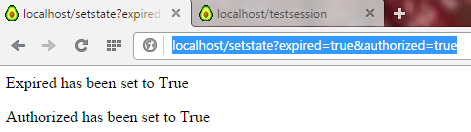 localhost/setstate?expired
localhost/testsession
localhost/setstate?expired=true&authorized=true
Expired has been set to True
Authorized has been set to True